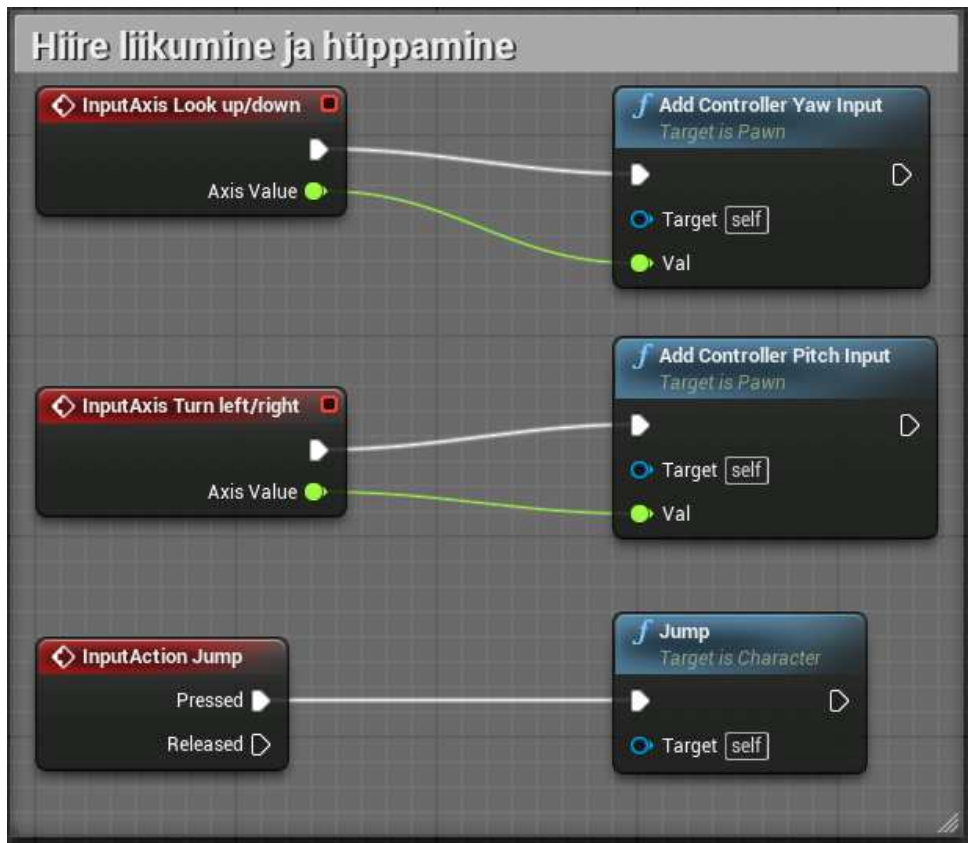 Hiire liikumine ja hüppamine
InputAxis Look up/down
Axis Value
Add Controller Yaw Input
Target is Pawn
Target self
Val
InputAxis Turn left/right
Axis Value
Add Controller Pitch Input
Target is Pawn
Target self
Val
InputAction Jump
Pressed
Released
f Jump
Target is Character
Target self